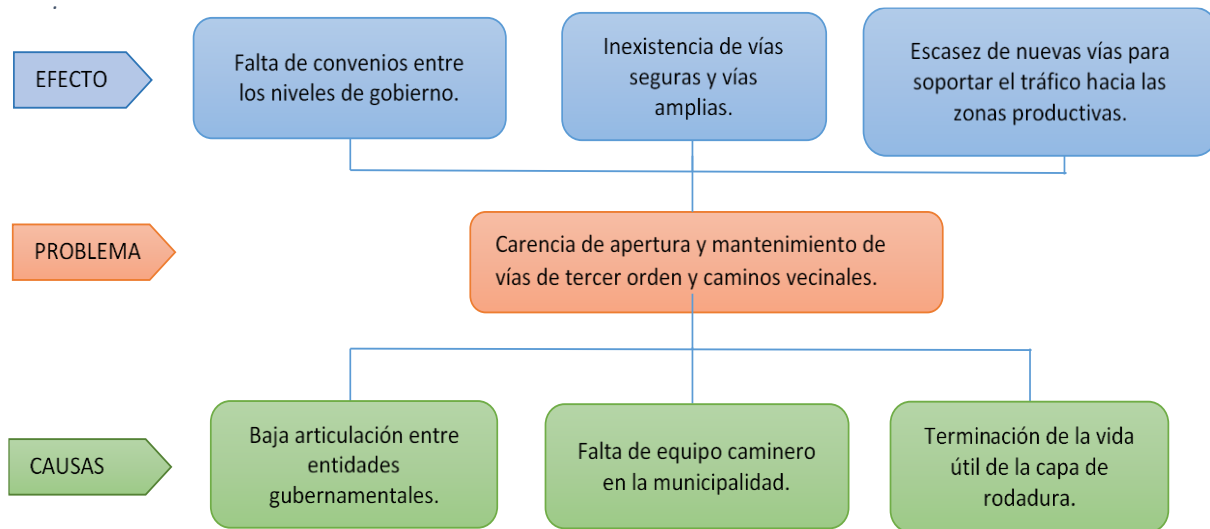 EFECTO
Falta de convenios entre
los niveles de gobierno.
Inexistencia de vías
seguras y vías
amplias.
Escasez de nuevas vías para
soportar el tráfico hacia las
zonas productivas.
PROBLEMA
Carencia de apertura y mantenimiento de
vías de tercer orden y caminos vecinales.
CAUSAS
Baja articulación entre
entidades
gubernamentales.
Falta de equipo caminero
en la municipalidad.
Terminación de la vida
útil de la capa de
rodadura.